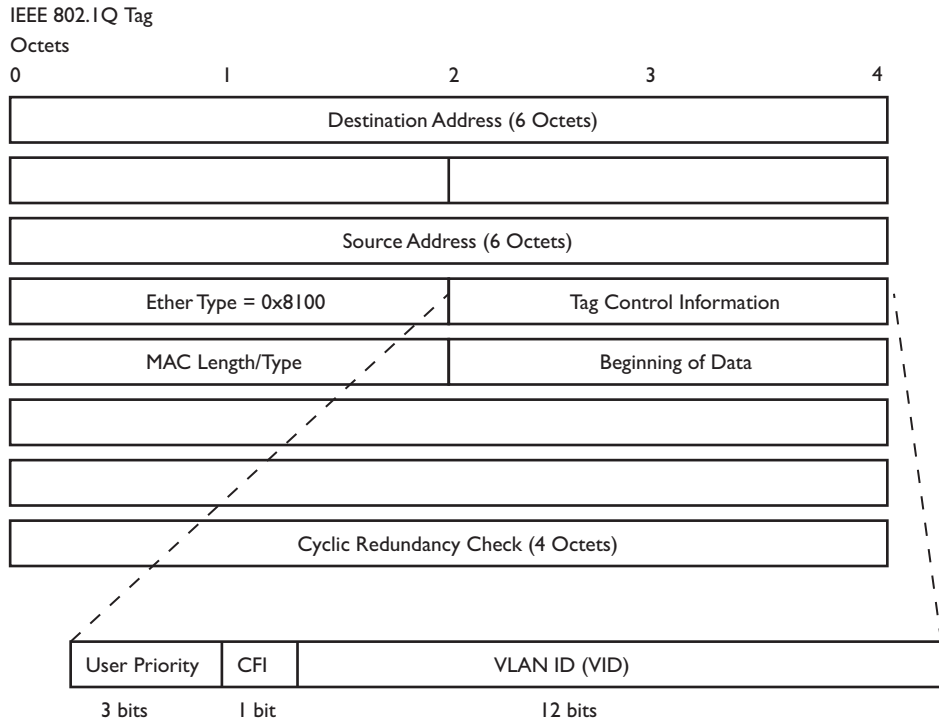 IEEE 802.1Q Tag
Octets
0 1 2 3 4
Destination Address (6 Octets)
Source Address (6 Octets)
Ether Type = 0x8100 Tag Control Information
MAC Length/Type Beginning of Data
Cyclic Redundancy Check (4 Octets)
User Priority CFI VLAN ID (VID)
3 bits 1 bit 12 bits